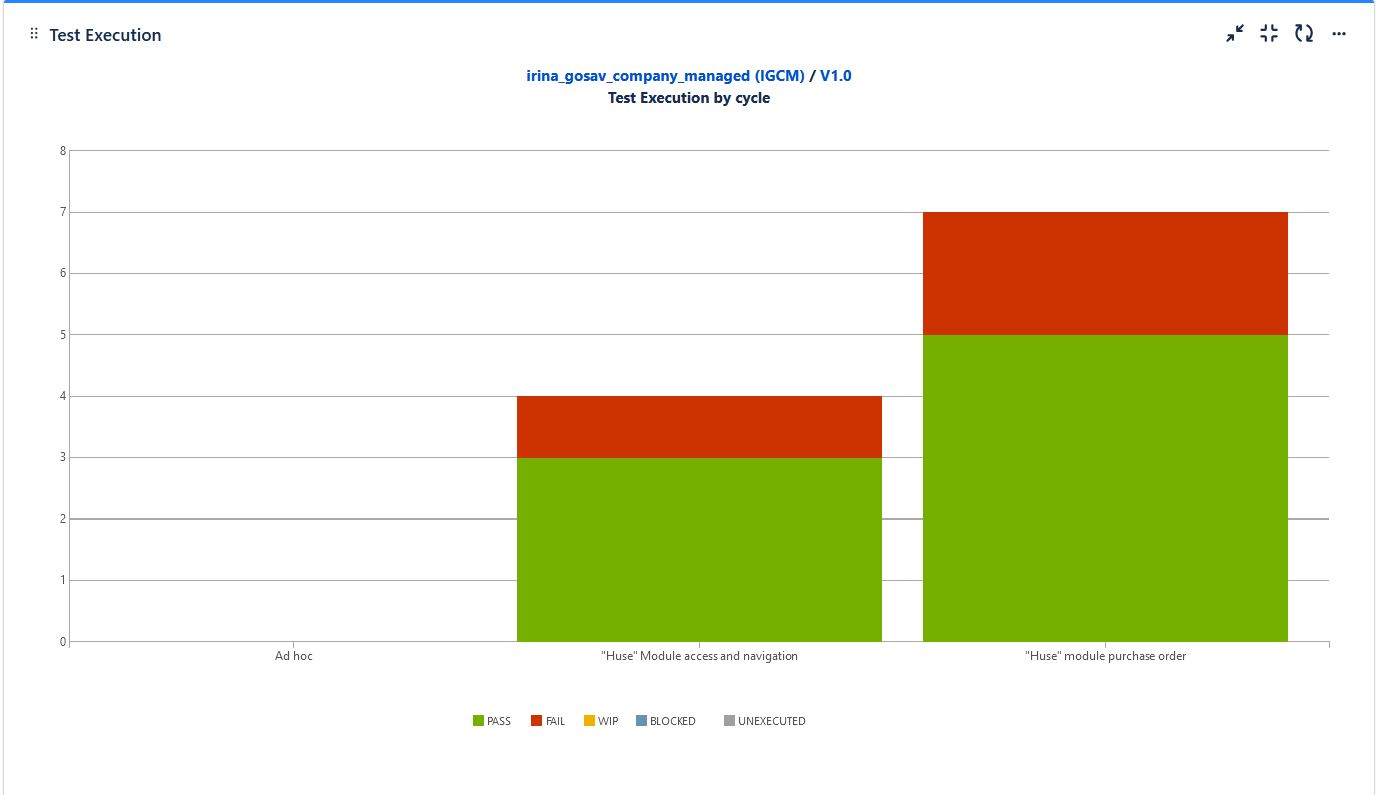 Test Execution
irina_gosav_company_managed (IGCM) / V1.0
Test Execution by cycle
8
7
6
5
4
3
2
1
0
Ad hoc
"Huse" Module access and navigation
"Huse" module purchase order
PASS FAIL WIP BLOCKED UNEXECUTED